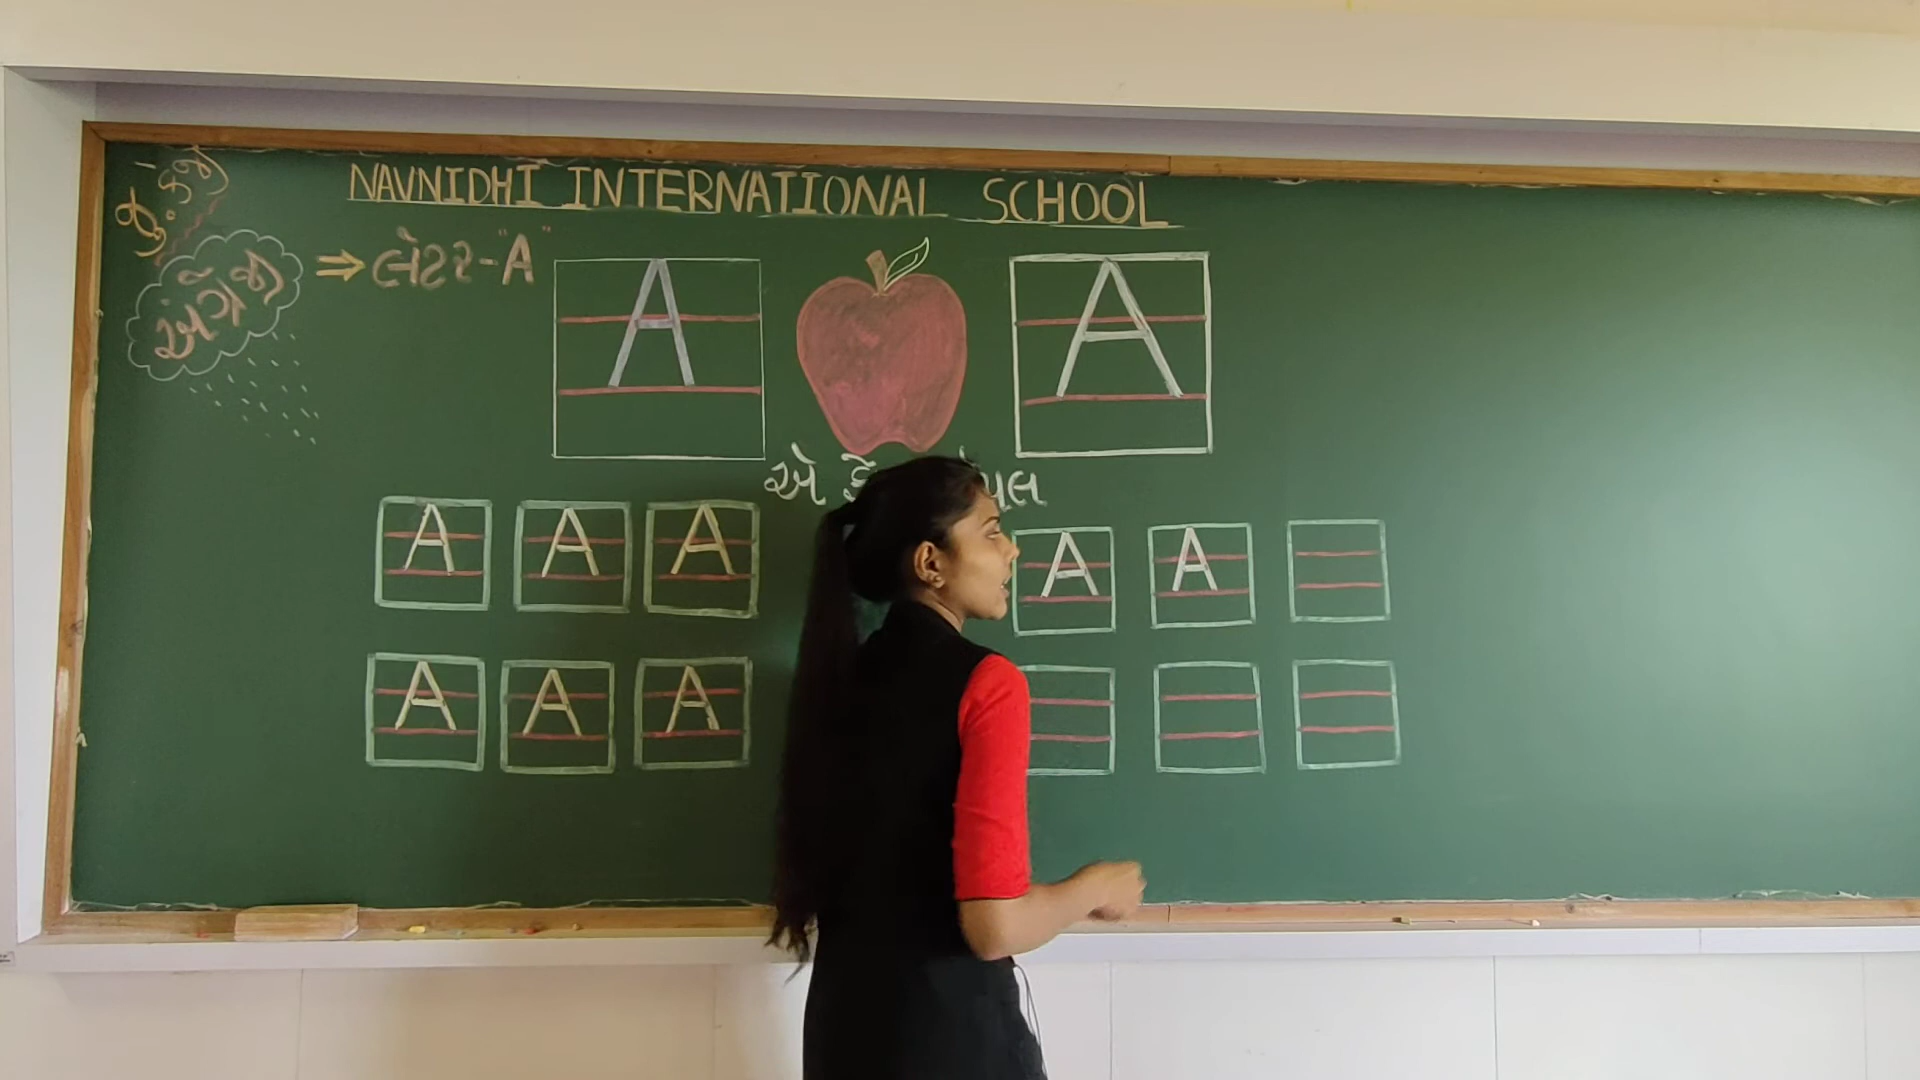 NAVNIDHI INTERNATIONAL SCHOOL
જુ.કેજી
અંગ્રેજી ⇒ લેટર-"A"
A A
એ
A A A A A
A A A